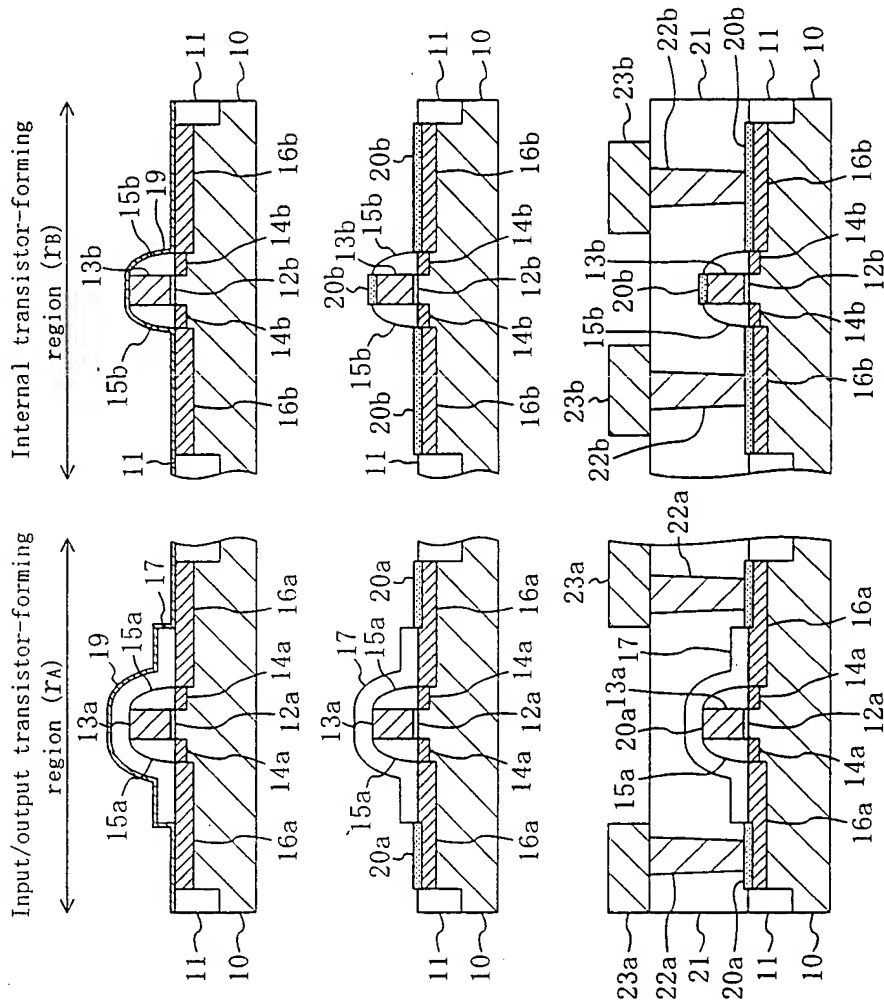 Input/output transistor-forming
region (rA)
Internal transistor-forming
region (rB)
11
10
15a
13a
19
15a
17
16a
14a
12a
14a
16a
11
15b
13b
15b
19
11
10
16b
14b
12b
14b
16b
11
10
20a
15a
13a
17
15a
20a
16a
14a
12a
14a
16a
11
20b
15b
20b
13b
15b
20b
11
10
16b
14b
12b
14b
16b
23a
22a
21
20a
11
10
15a
20a
13a
17
22a
23a
16a
14a
12a
14a
16a
23b
22b
15b
20b
13b
23b
22b
21
20b
11
10
16b
14b
12b
14b
16b